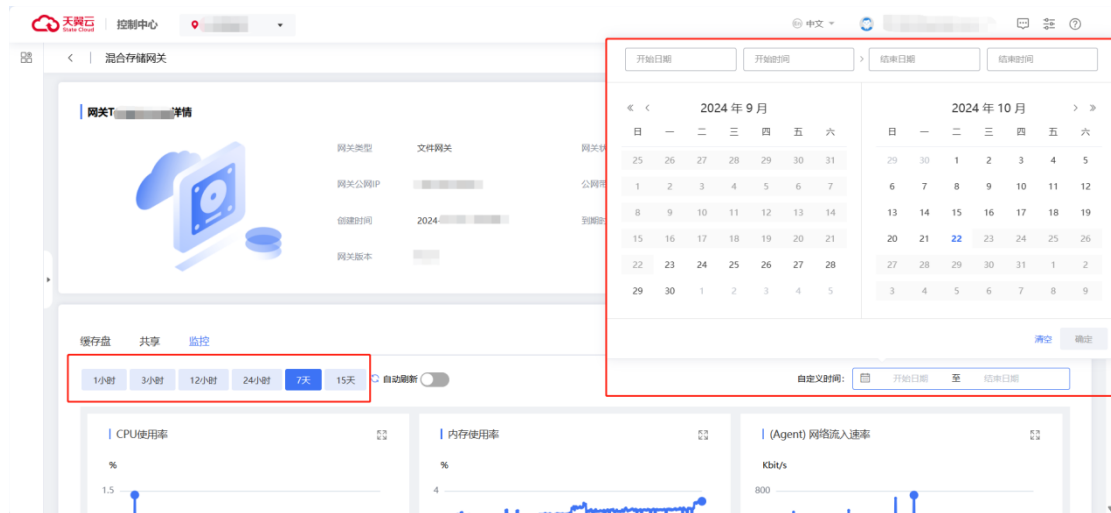 天翼云 State Cloud 控制中心 中文
混合存储网关
开始日期 开始时间 > 结束日期 结束时间
网关T 详情
« ‹ 2024 年 9 月 2024 年 10 月 › »
日 一 二 三 四 五 六 日 一 二 三 四 五 六
25 26 27 28 29 30 31 29 30 1 2 3 4 5
1 2 3 4 5 6 7 6 7 8 9 10 11 12
8 9 10 11 12 13 14 13 14 15 16 17 18 19
15 16 17 18 19 20 21 20 21 22 23 24 25 26
22 23 24 25 26 27 28 27 28 29 30 31 1 2
29 30 1 2 3 4 5 3 4 5 6 7 8 9
清空 确定
网关类型 文件网关 网关状
网关公网IP 公网带
创建时间 2024- 到期时
网关版本
缓存盘 共享 监控
1小时 3小时 12小时 24小时 7天 15天 自动刷新 自定义时间: 开始日期 至 结束日期
CPU使用率 内存使用率 (Agent) 网络流入速率
% % Kbit/s
1.5 4 800